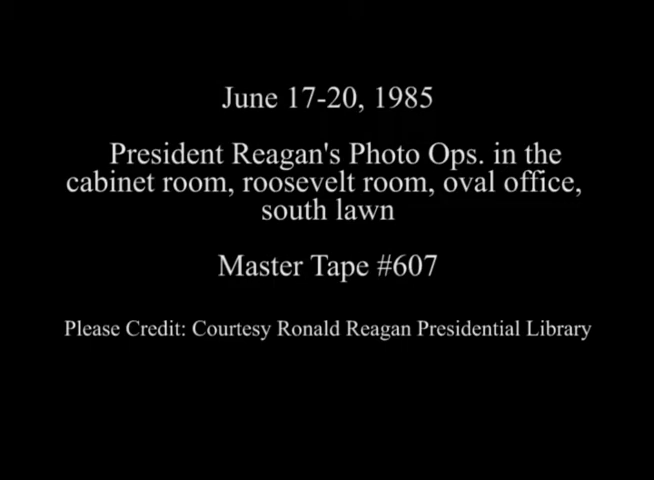 June 17-20, 1985
President Reagan's Photo Ops. in the
cabinet room, roosevelt room, oval office,
south lawn
Master Tape #607
Please Credit: Courtesy Ronald Reagan Presidential Library